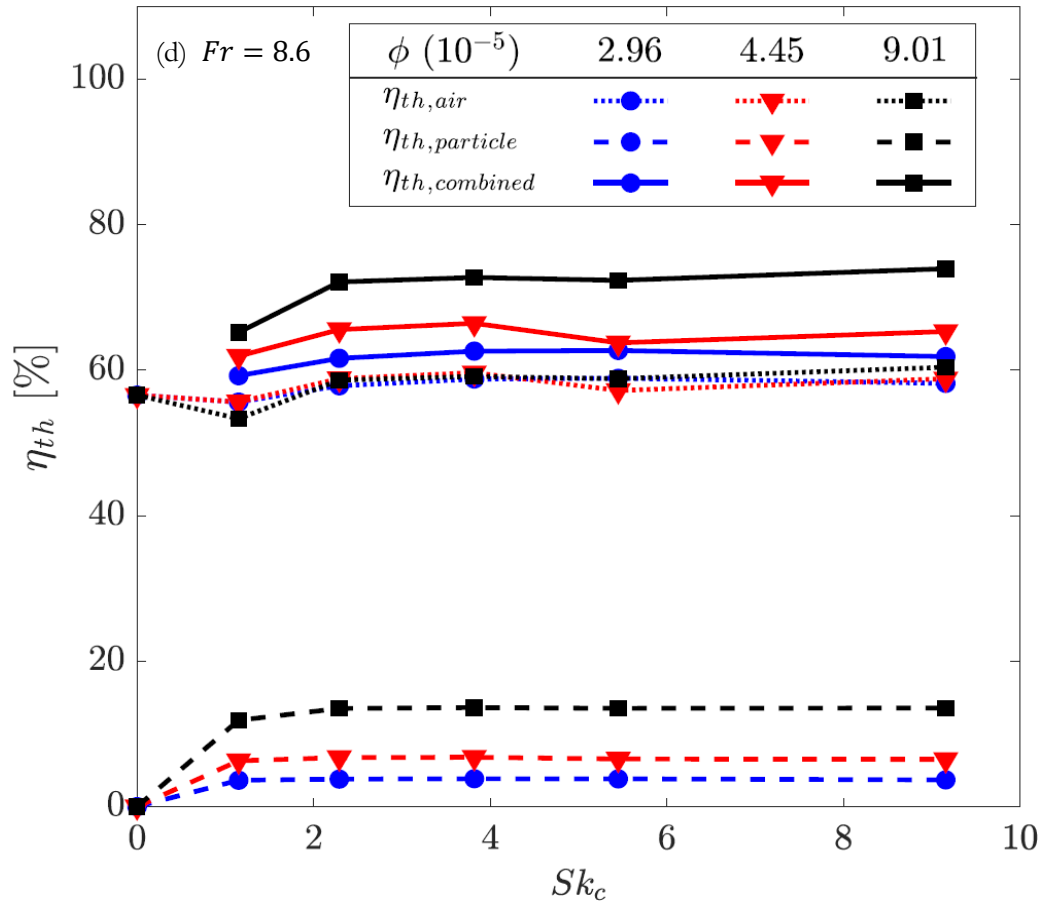 (d) Fr = 8.6
ϕ (10⁻⁵) 2.96 4.45 9.01
η_th,air
η_th,particle
η_th,combined
100
80
60
40
20
0
η_th [%]
0 2 4 6 8 10
Sk_c